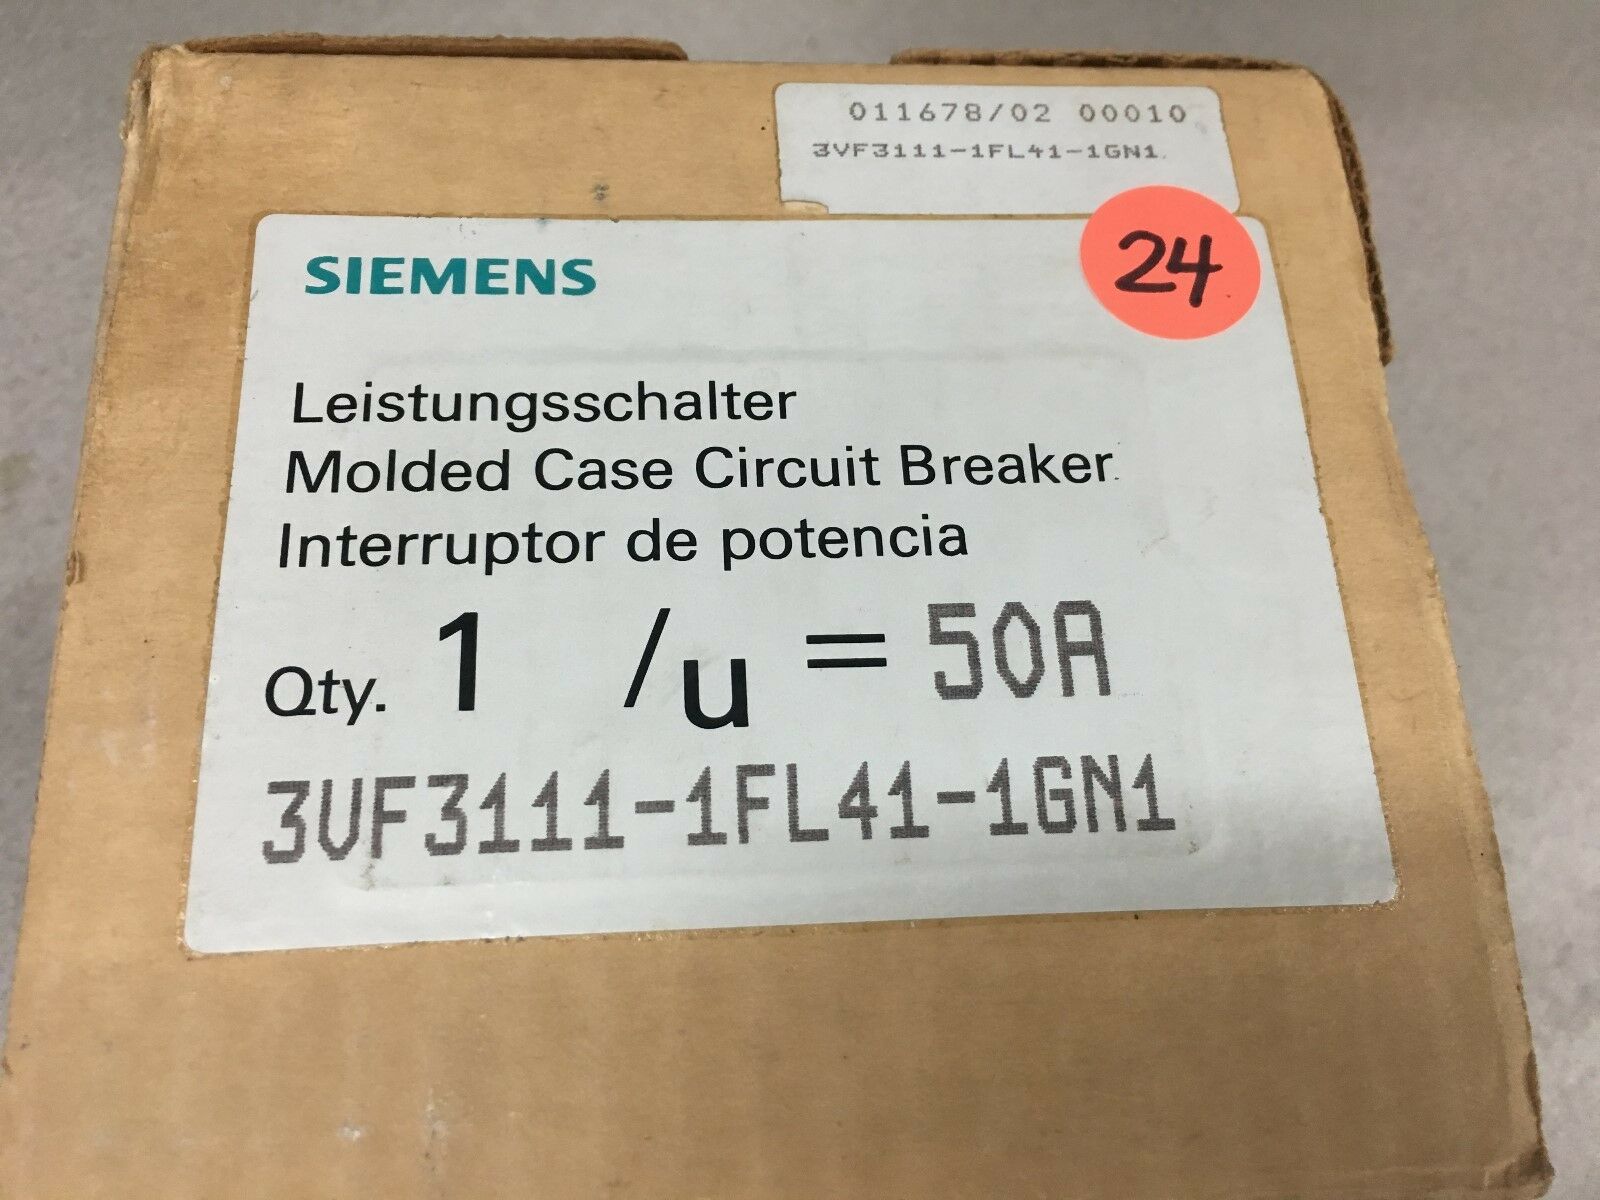 011678/02 00010
3VF3111-1FL41-1GN1
24
SIEMENS
Leistungsschalter
Molded Case Circuit Breaker
Interruptor de potencia
Qty. 1 /u = 50A
3VF3111-1FL41-1GN1